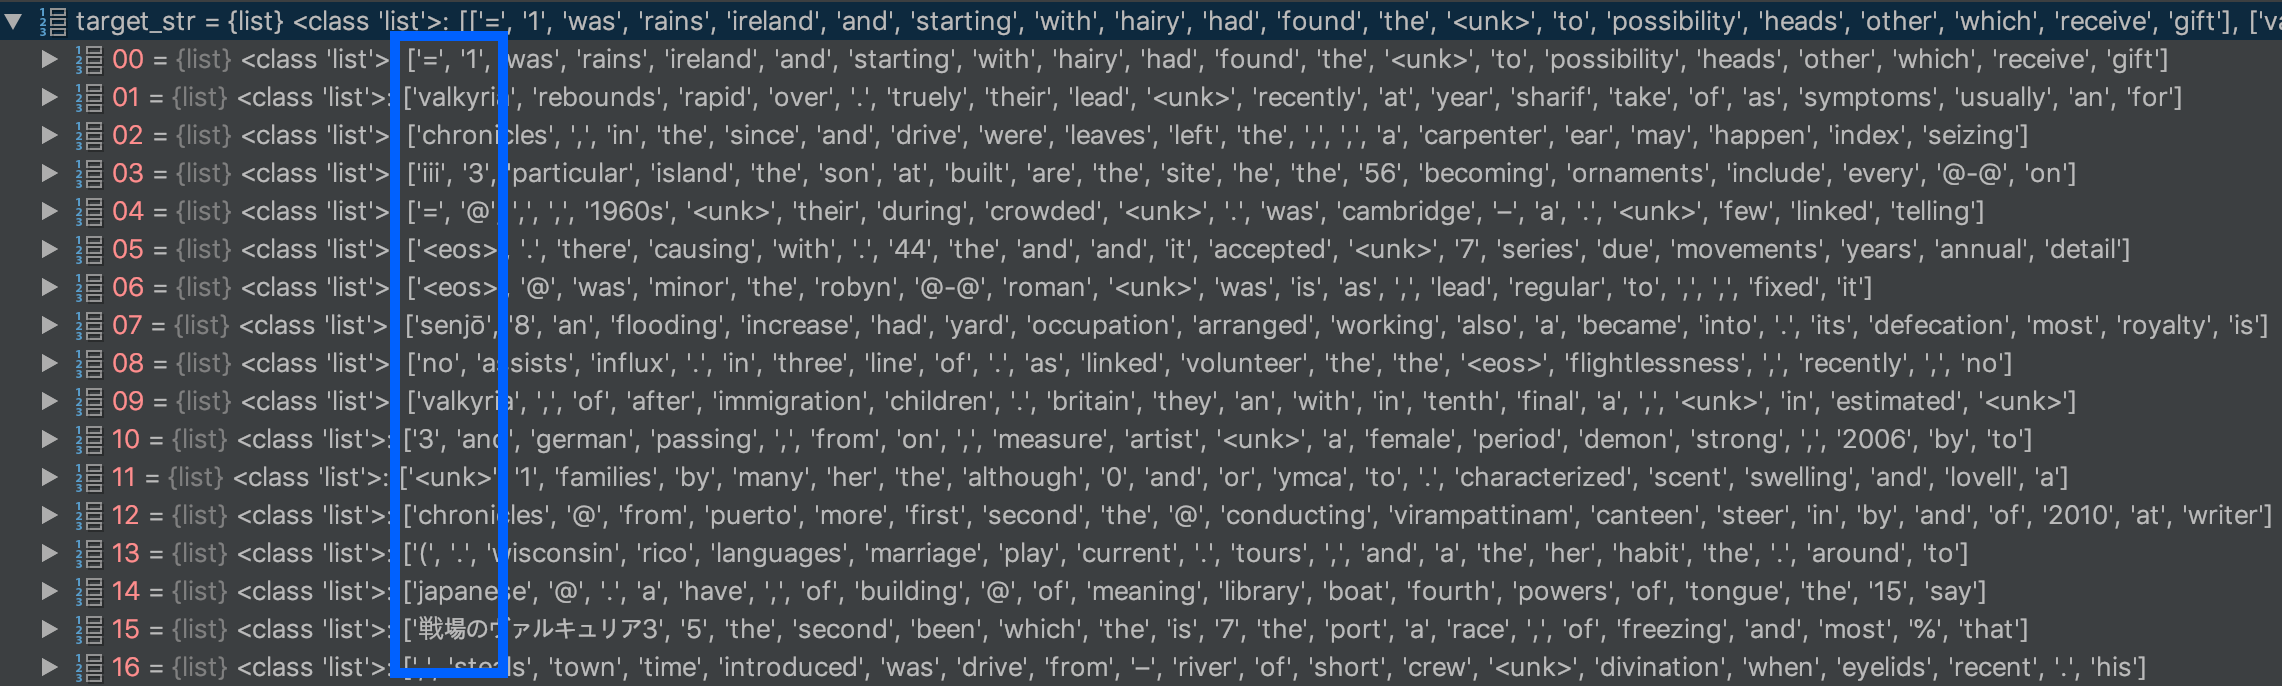 target_str = {list} <class 'list'>: [['=', '1', 'was', 'rains', 'ireland', 'and', 'starting', 'with', 'hairy', 'had', 'found', 'the', '<unk>', 'to', 'possibility', 'heads', 'other', 'which', 'receive', 'gift'], ['va
00 = {list} <class 'list'>: ['=', '1', 'was', 'rains', 'ireland', 'and', 'starting', 'with', 'hairy', 'had', 'found', 'the', '<unk>', 'to', 'possibility', 'heads', 'other', 'which', 'receive', 'gift']
01 = {list} <class 'list'>: ['valkyria', 'rebounds', 'rapid', 'over', '.', 'truely', 'their', 'lead', '<unk>', 'recently', 'at', 'year', 'sharif', 'take', 'of', 'as', 'symptoms', 'usually', 'an', 'for']
02 = {list} <class 'list'>: ['chronicles', ',', 'in', 'the', 'since', 'and', 'drive', 'were', 'leaves', 'left', 'the', ',', ',', 'a', 'carpenter', 'ear', 'may', 'happen', 'index', 'seizing']
03 = {list} <class 'list'>: ['iii', '3', 'particular', 'island', 'the', 'son', 'at', 'built', 'are', 'the', 'site', 'he', 'the', '56', 'becoming', 'ornaments', 'include', 'every', '@-@', 'on']
04 = {list} <class 'list'>: ['=', '@', ',', ',', '1960s', '<unk>', 'their', 'during', 'crowded', '<unk>', '.', 'was', 'cambridge', '–', 'a', '.', '<unk>', 'few', 'linked', 'telling']
05 = {list} <class 'list'>: ['<eos>', '.', 'there', 'causing', 'with', '.', '44', 'the', 'and', 'and', 'it', 'accepted', '<unk>', '7', 'series', 'due', 'movements', 'years', 'annual', 'detail']
06 = {list} <class 'list'>: ['<eos>', '@', 'was', 'minor', 'the', 'robyn', '@-@', 'roman', '<unk>', 'was', 'is', 'as', ',', 'lead', 'regular', 'to', ',', ',', 'fixed', 'it']
07 = {list} <class 'list'>: ['senjō', '8', 'an', 'flooding', 'increase', 'had', 'yard', 'occupation', 'arranged', 'working', 'also', 'a', 'became', 'into', '.', 'its', 'defecation', 'most', 'royalty', 'is']
08 = {list} <class 'list'>: ['no', 'assists', 'influx', '.', 'in', 'three', 'line', 'of', '.', 'as', 'linked', 'volunteer', 'the', 'the', '<eos>', 'flightlessness', ',', 'recently', ',', 'no']
09 = {list} <class 'list'>: ['valkyria', ',', 'of', 'after', 'immigration', 'children', '.', 'britain', 'they', 'an', 'with', 'in', 'tenth', 'final', 'a', ',', '<unk>', 'in', 'estimated', '<unk>']
10 = {list} <class 'list'>: ['3', 'and', 'german', 'passing', ',', 'from', 'on', ',', 'measure', 'artist', '<unk>', 'a', 'female', 'period', 'demon', 'strong', ',', '2006', 'by', 'to']
11 = {list} <class 'list'>: ['<unk>', '1', 'families', 'by', 'many', 'her', 'the', 'although', '0', 'and', 'or', 'ymca', 'to', '.', 'characterized', 'scent', 'swelling', 'and', 'lovell', 'a']
12 = {list} <class 'list'>: ['chronicles', '@', 'from', 'puerto', 'more', 'first', 'second', 'the', '@', 'conducting', 'virampattinam', 'canteen', 'steer', 'in', 'by', 'and', 'of', '2010', 'at', 'writer']
13 = {list} <class 'list'>: ['(', '.', 'wisconsin', 'rico', 'languages', 'marriage', 'play', 'current', '.', 'tours', ',', 'and', 'a', 'the', 'her', 'habit', 'the', '.', 'around', 'to']
14 = {list} <class 'list'>: ['japanese', '@', '.', 'a', 'have', ',', 'of', 'building', '@', 'of', 'meaning', 'library', 'boat', 'fourth', 'powers', 'of', 'tongue', 'the', '15', 'say']
15 = {list} <class 'list'>: ['戦場のヴァルキュリア3', '5', 'the', 'second', 'been', 'which', 'the', 'is', '7', 'the', 'port', 'a', 'race', ',', 'of', 'freezing', 'and', 'most', '%', 'that']
16 = {list} <class 'list'>: [',', 'steals', 'town', 'time', 'introduced', 'was', 'drive', 'from', '–', 'river', 'of', 'short', 'crew', '<unk>', 'divination', 'when', 'eyelids', 'recent', '.', 'his']